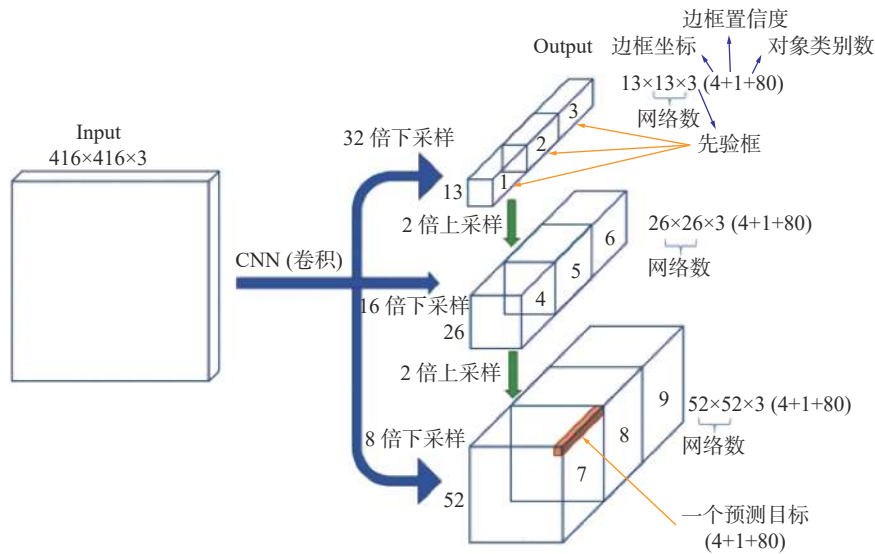 边框置信度
Output
边框坐标
对象类别数
13×13×3 (4+1+80)
网络数
先验框
Input
416×416×3
32 倍下采样
3
2
1
13
2 倍上采样
26×26×3 (4+1+80)
网络数
6
5
4
CNN (卷积)
16 倍下采样
26
2 倍上采样
52×52×3 (4+1+80)
网络数
9
8
7
8 倍下采样
52
一个预测目标
(4+1+80)